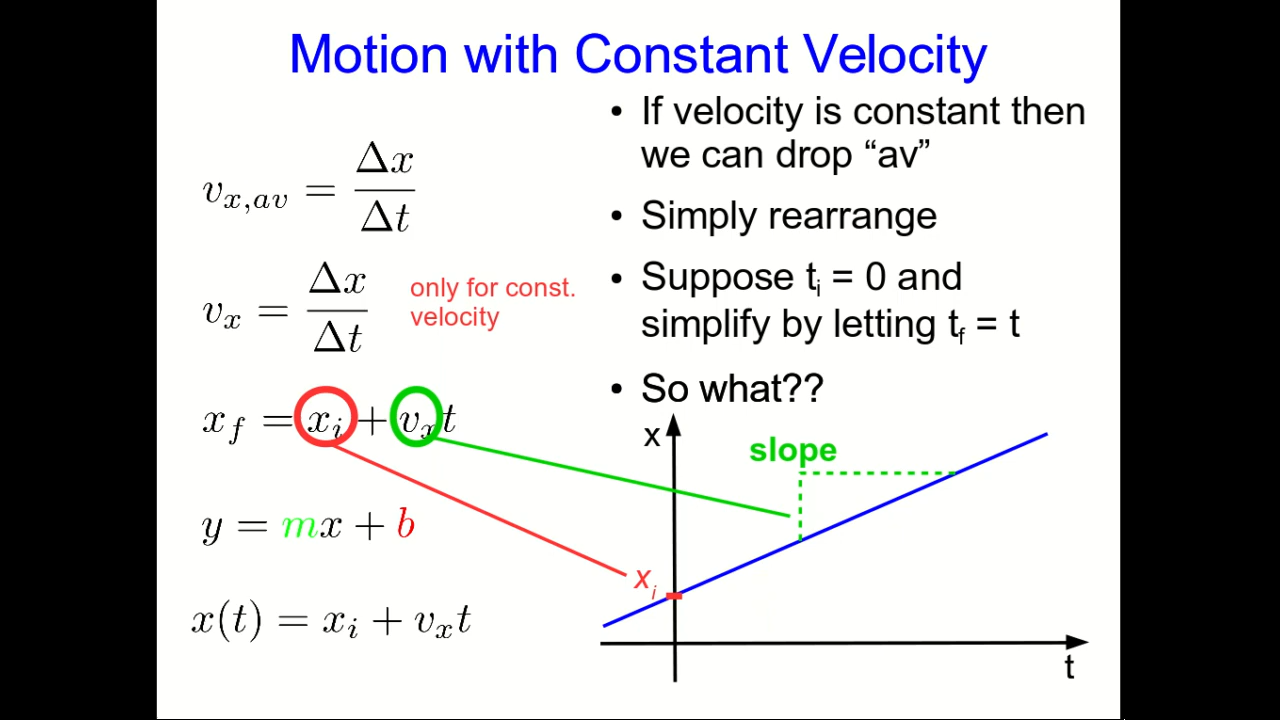 Motion with Constant Velocity
v_{x,av} = Δx/Δt
v_x = Δx/Δt
only for const.
velocity
x_f = x_i + v_x t
y = mx + b
x(t) = x_i + v_x t
• If velocity is constant then
we can drop “av”
• Simply rearrange
• Suppose t_i = 0 and
simplify by letting t_f = t
• So what??
x
slope
x_i
t